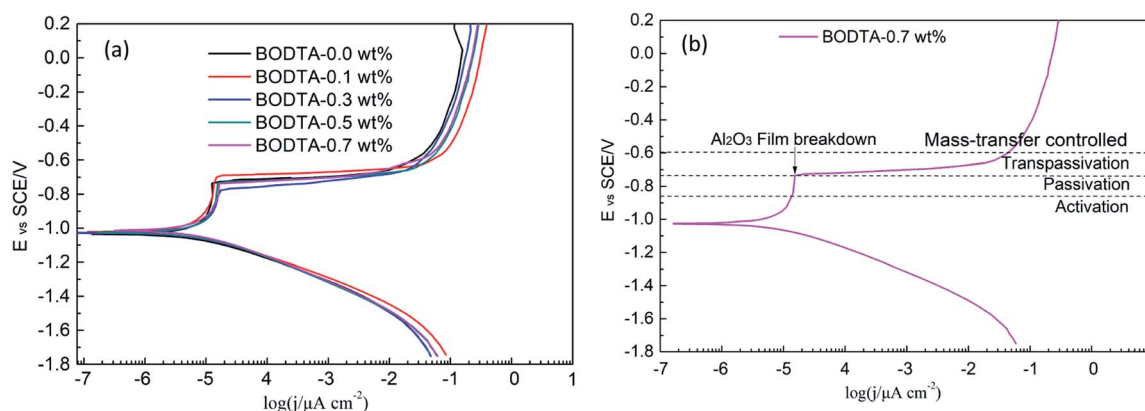 (a)
BODTA-0.0 wt%
BODTA-0.1 wt%
BODTA-0.3 wt%
BODTA-0.5 wt%
BODTA-0.7 wt%
E vs SCE/V
0.2
0.0
-0.2
-0.4
-0.6
-0.8
-1.0
-1.2
-1.4
-1.6
-1.8
-7 -6 -5 -4 -3 -2 -1 0 1
log(j/μA cm⁻²)
(b)
BODTA-0.7 wt%
Al₂O₃ Film breakdown
Mass-transfer controlled
Transpassivation
Passivation
Activation
E vs SCE/V
0.2
0.0
-0.2
-0.4
-0.6
-0.8
-1.0
-1.2
-1.4
-1.6
-1.8
-7 -6 -5 -4 -3 -2 -1 0
log(j/μA cm⁻²)